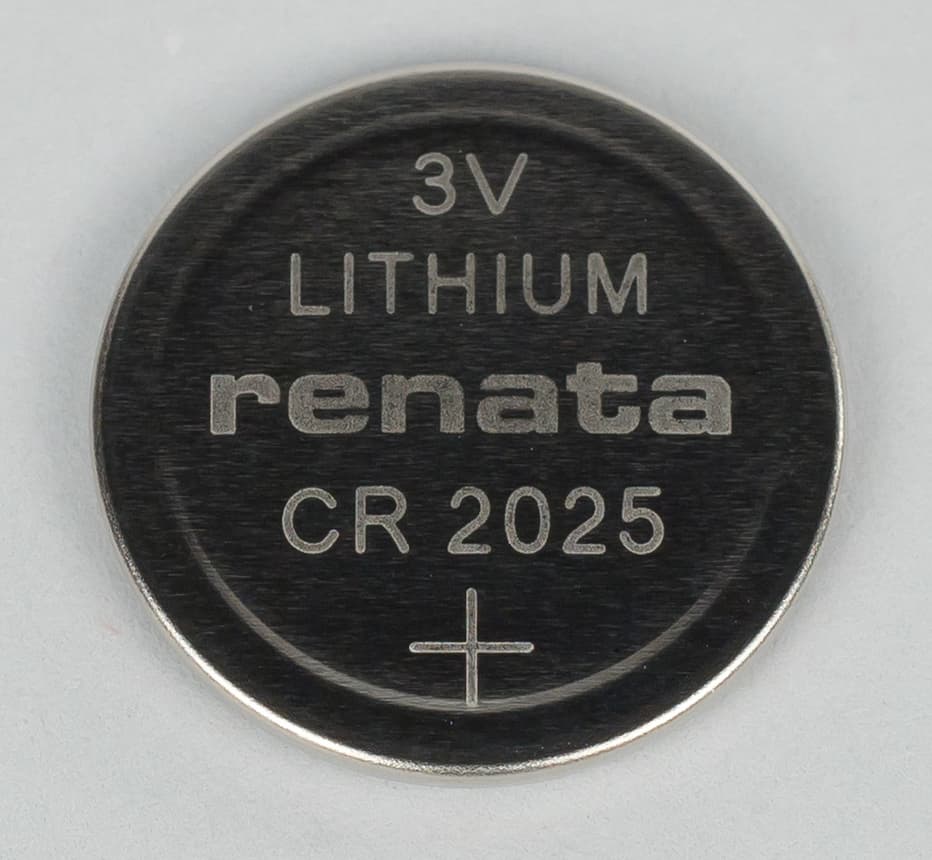 3V
LITHIUM
renata
CR 2025
+